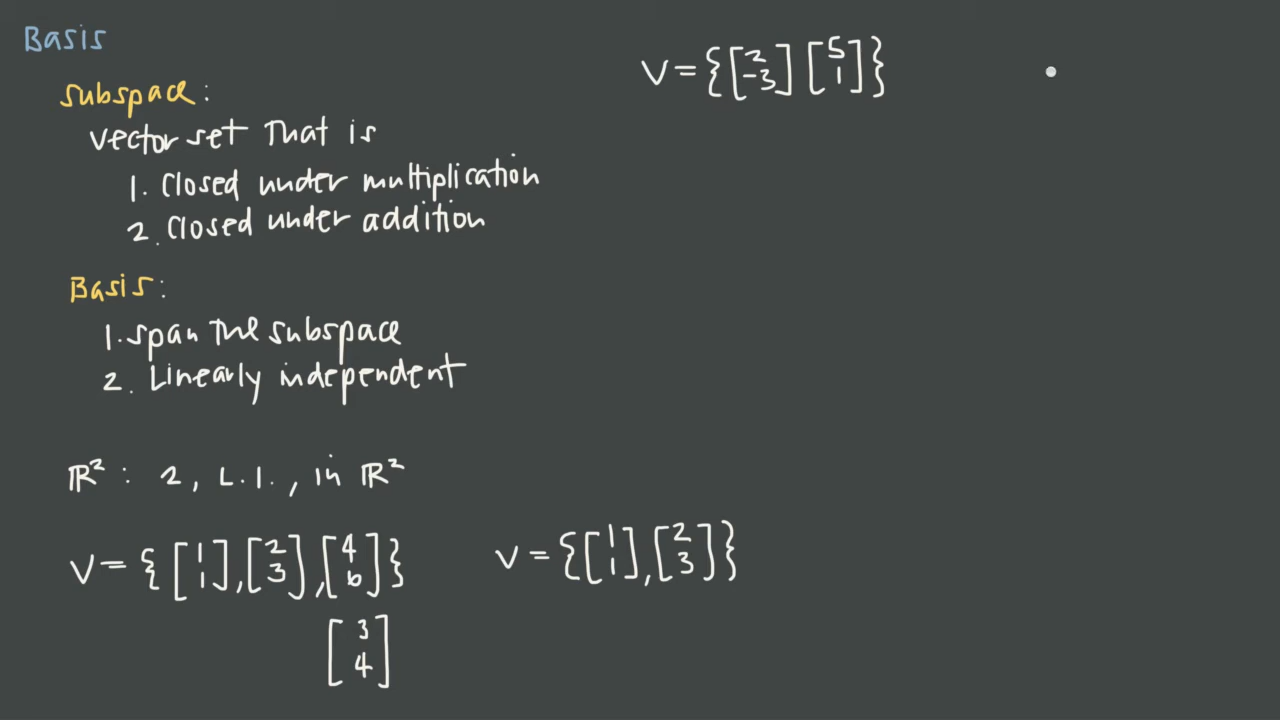 Basis
subspace:
vector set that is
1. closed under multiplication
2. closed under addition
Basis:
1. span the subspace
2. Linearly independent
ℝ² : 2, L.I., in ℝ²
V = { [1 1], [2 3], [4 6] }
[3 4]
V = { [1 1], [2 3] }
V = { [2 -3] [5 1] }